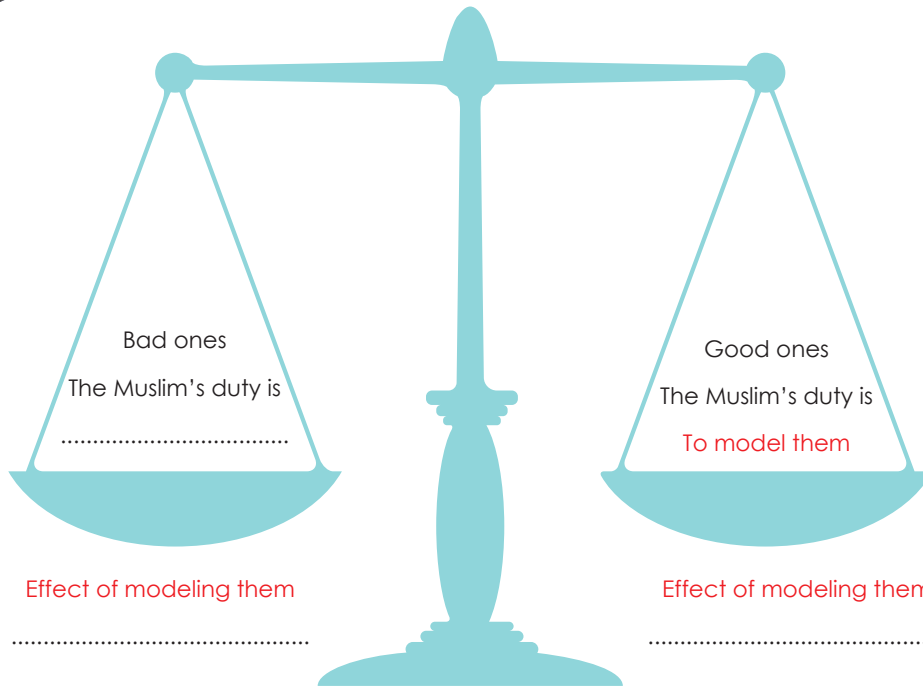 Bad ones
The Muslim’s duty is
....................................
Effect of modeling them
...............................................
Good ones
The Muslim’s duty is
To model them
Effect of modeling them
...........................................